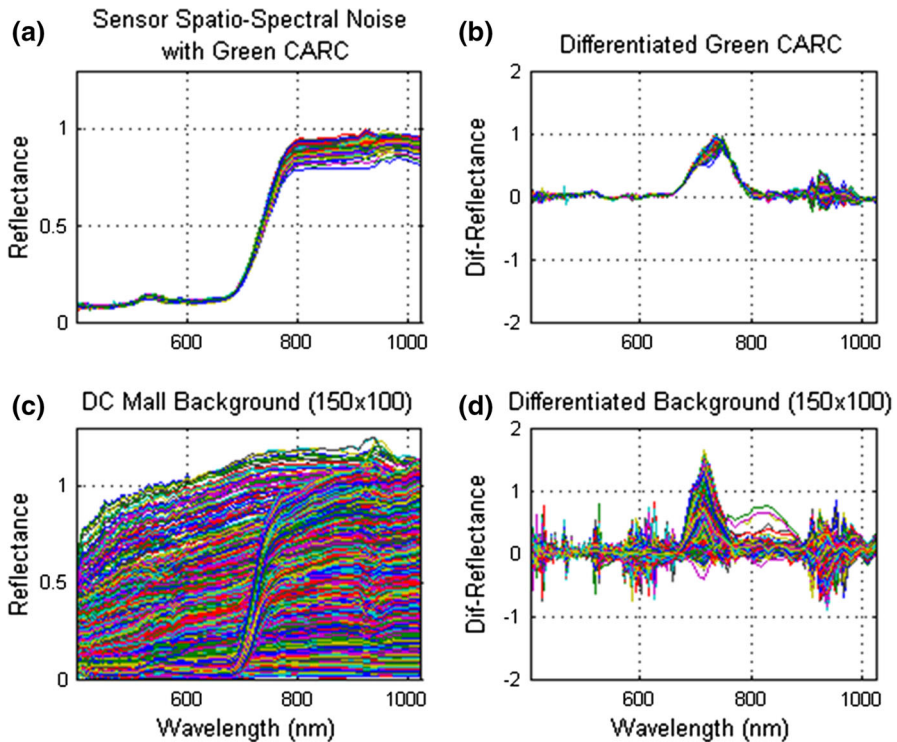 (a) Sensor Spatio-Spectral Noise
with Green CARC
Reflectance
1
0.5
0
600 800 1000
(b) Differentiated Green CARC
Dif-Reflectance
2
1
0
-1
-2
600 800 1000
(c) DC Mall Background (150x100)
Reflectance
1
0.5
0
600 800 1000
Wavelength (nm)
(d) Differentiated Background (150x100)
Dif-Reflectance
2
1
0
-1
-2
600 800 1000
Wavelength (nm)